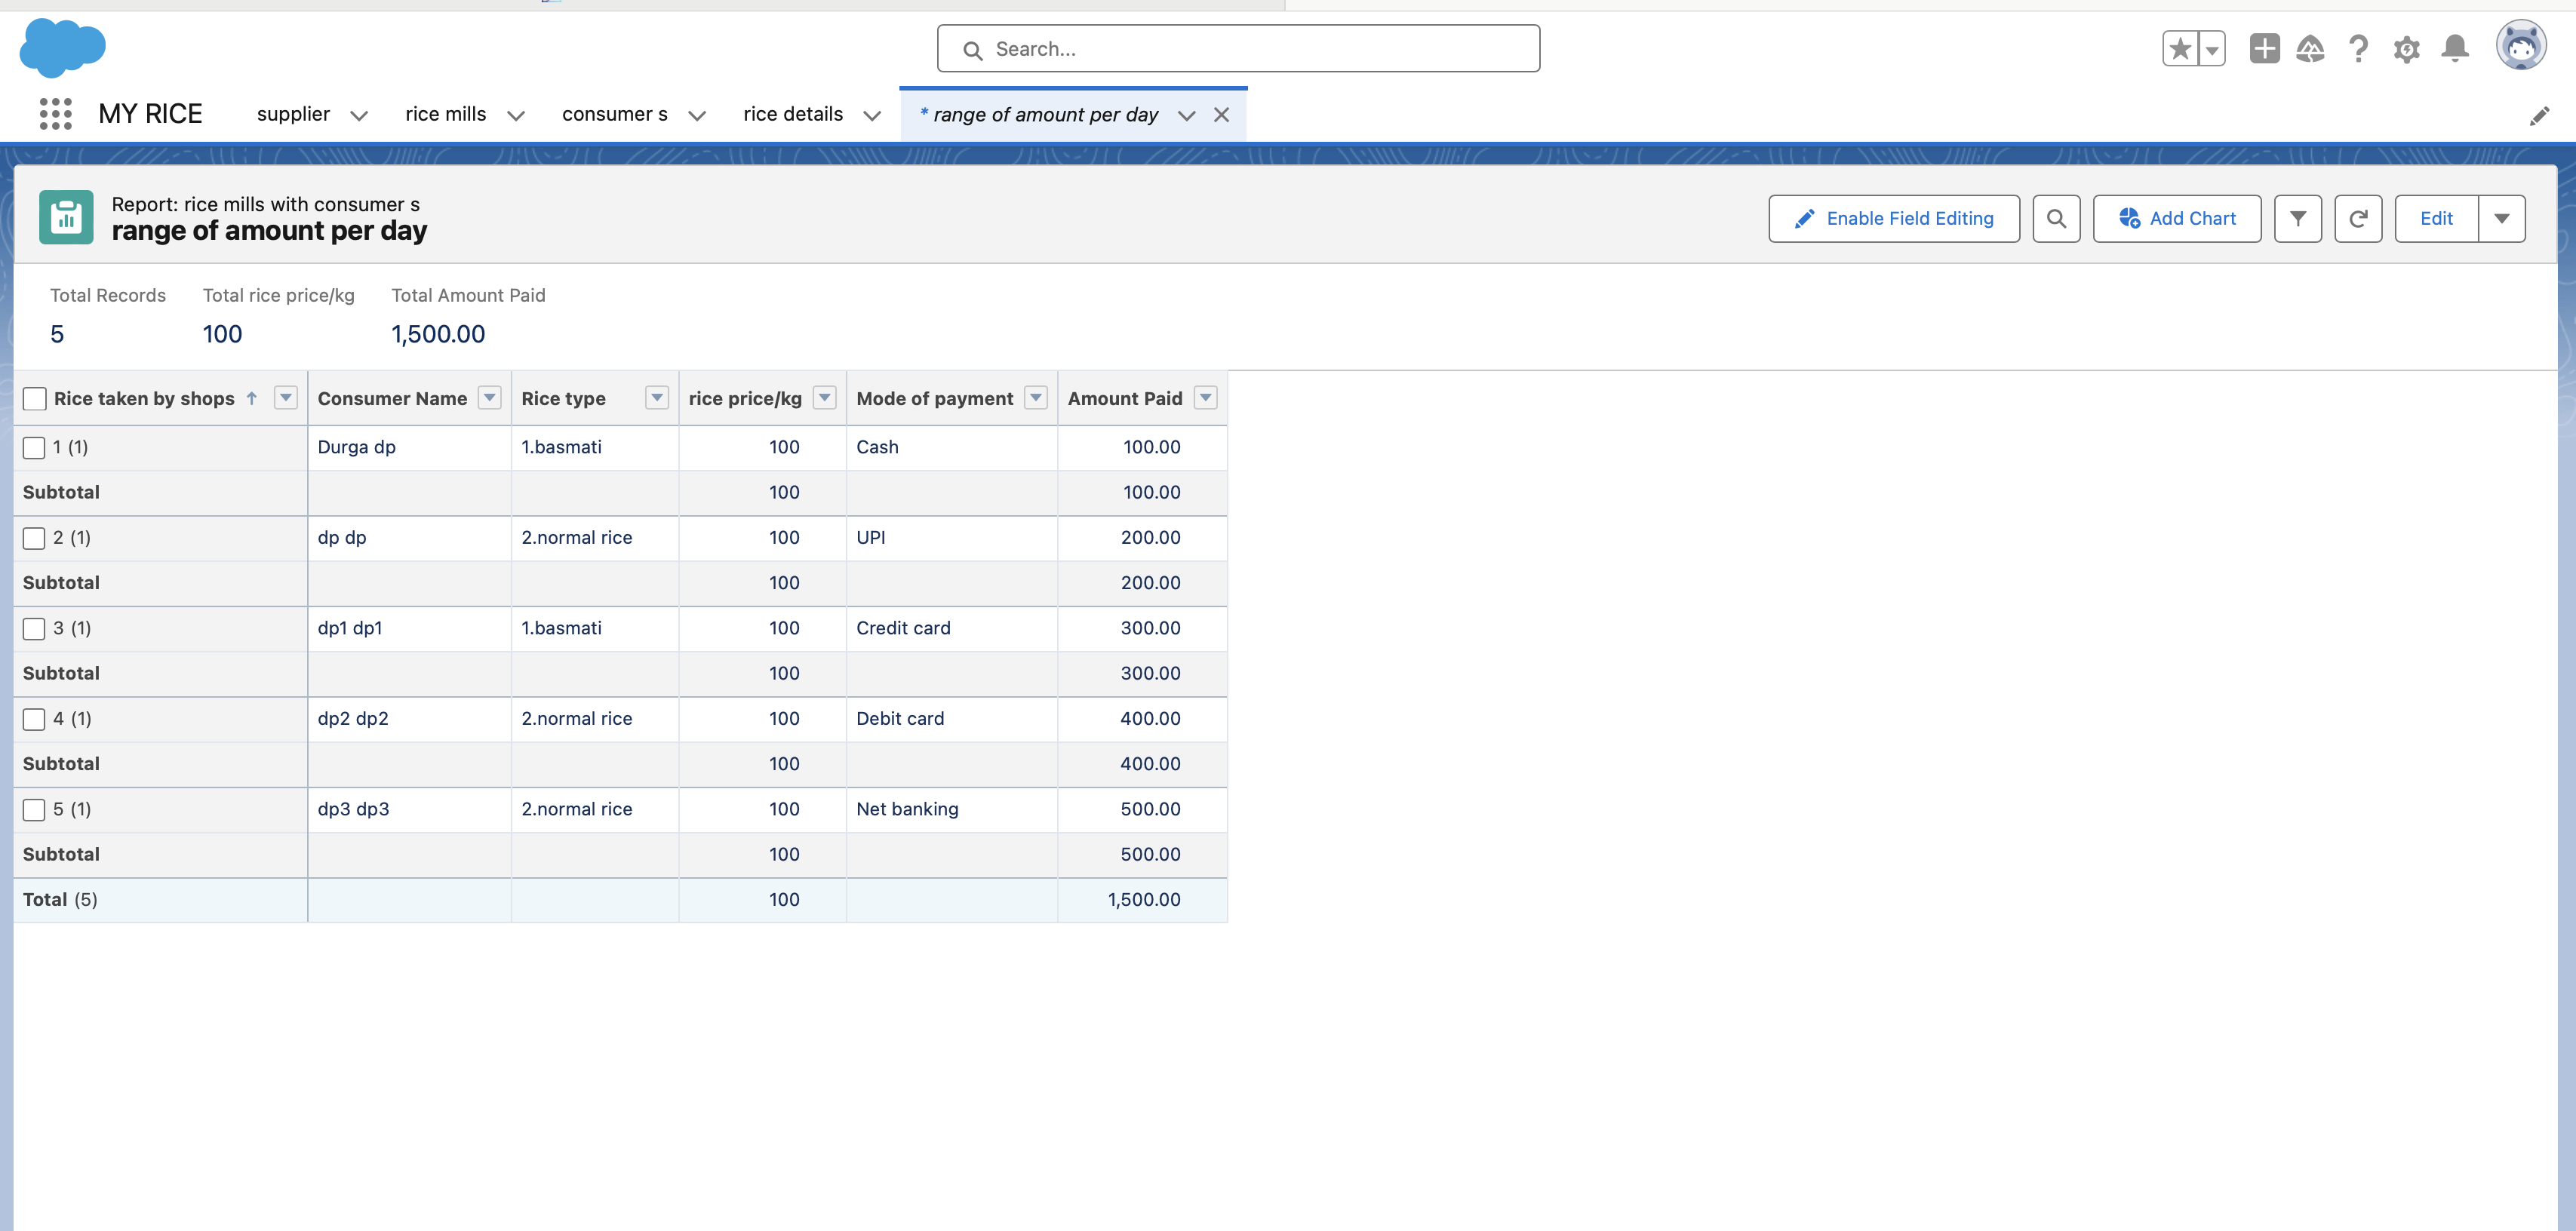 Search...
MY RICE
supplier
rice mills
consumer s
rice details
* range of amount per day
Report: rice mills with consumer s
range of amount per day
Enable Field Editing
Add Chart
Edit
Total Records Total rice price/kg Total Amount Paid
5 100 1,500.00
Rice taken by shops Consumer Name Rice type rice price/kg Mode of payment Amount Paid
1 (1) Durga dp 1.basmati 100 Cash 100.00
Subtotal 100 100.00
2 (1) dp dp 2.normal rice 100 UPI 200.00
Subtotal 100 200.00
3 (1) dp1 dp1 1.basmati 100 Credit card 300.00
Subtotal 100 300.00
4 (1) dp2 dp2 2.normal rice 100 Debit card 400.00
Subtotal 100 400.00
5 (1) dp3 dp3 2.normal rice 100 Net banking 500.00
Subtotal 100 500.00
Total (5) 100 1,500.00